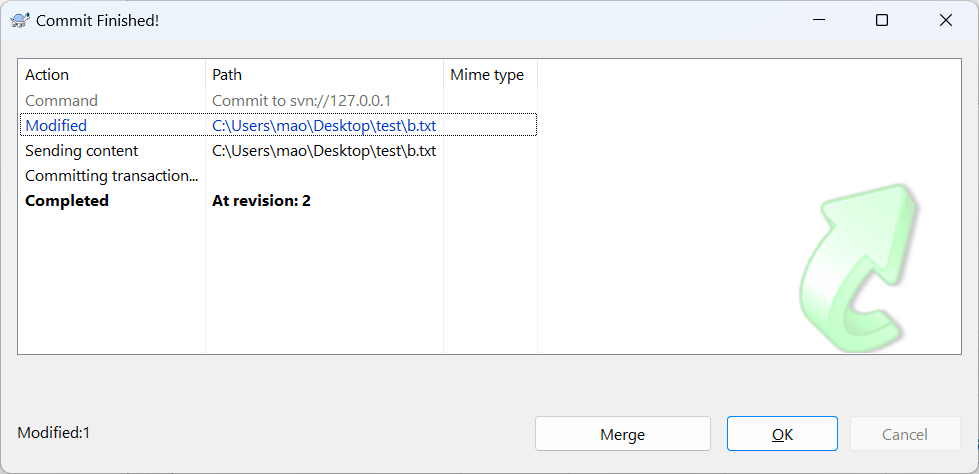 Commit Finished!
Action Path Mime type
Command Commit to svn://127.0.0.1
Modified C:\Users\mao\Desktop\test\b.txt
Sending content C:\Users\mao\Desktop\test\b.txt
Committing transaction...
Completed At revision: 2
Modified:1
Merge OK Cancel